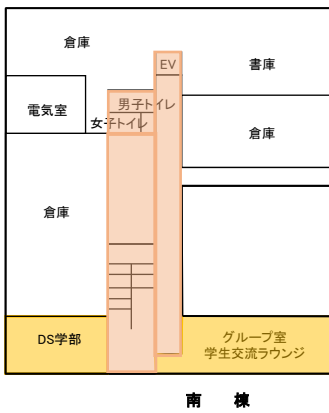 倉庫
EV
書庫
電気室
男子トイレ
女子トイレ
倉庫
倉庫
DS学部
グループ室
学生交流ラウンジ
南 棟